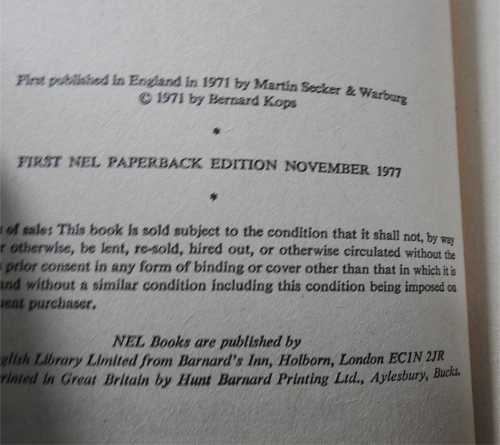 First published in England in 1971 by Martin Secker & Warburg
© 1971 by Bernard Kops
*
FIRST NEL PAPERBACK EDITION NOVEMBER 1977
*
of sale: This book is sold subject to the condition that it shall not, by way
r otherwise, be lent, re-sold, hired out, or otherwise circulated without the
prior consent in any form of binding or cover other than that in which it is
and without a similar condition including this condition being imposed on
uent purchaser.
NEL Books are published by
glish Library Limited from Barnard's Inn, Holborn, London EC1N 2JR
rinted in Great Britain by Hunt Barnard Printing Ltd., Aylesbury, Bucks.